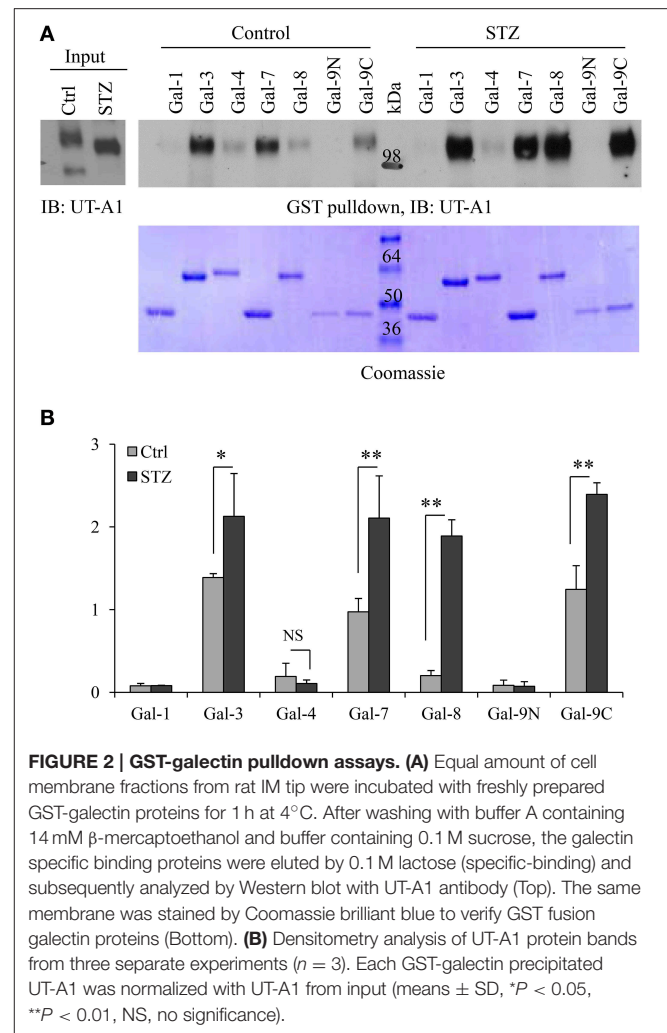 A
Input
Control
STZ
Ctrl
STZ
Gal-1
Gal-3
Gal-4
Gal-7
Gal-8
Gal-9N
Gal-9C
kDa
Gal-1
Gal-3
Gal-4
Gal-7
Gal-8
Gal-9N
Gal-9C
98
IB: UT-A1
GST pulldown, IB: UT-A1
64
50
36
Coomassie
B
3
2
1
0
Ctrl
STZ
*
**
**
**
NS
Gal-1 Gal-3 Gal-4 Gal-7 Gal-8 Gal-9N Gal-9C
FIGURE 2 | GST-galectin pulldown assays. (A) Equal amount of cell
membrane fractions from rat IM tip were incubated with freshly prepared
GST-galectin proteins for 1 h at 4°C. After washing with buffer A containing
14 mM β-mercaptoethanol and buffer containing 0.1 M sucrose, the galectin
specific binding proteins were eluted by 0.1 M lactose (specific-binding) and
subsequently analyzed by Western blot with UT-A1 antibody (Top). The same
membrane was stained by Coomassie brilliant blue to verify GST fusion
galectin proteins (Bottom). (B) Densitometry analysis of UT-A1 protein bands
from three separate experiments (n = 3). Each GST-galectin precipitated
UT-A1 was normalized with UT-A1 from input (means ± SD, *P < 0.05,
**P < 0.01, NS, no significance).